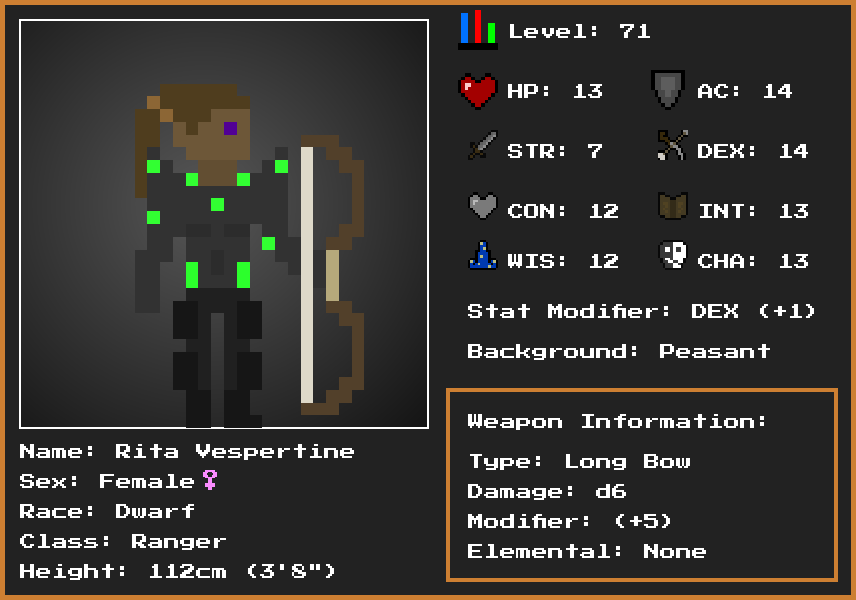 Level: 71
HP: 13
AC: 14
STR: 7
DEX: 14
CON: 12
INT: 13
WIS: 12
CHA: 13
Stat Modifier: DEX (+1)
Background: Peasant
Weapon Information:
Type: Long Bow
Damage: d6
Modifier: (+5)
Elemental: None
Name: Rita Vespertine
Sex: Female♀
Race: Dwarf
Class: Ranger
Height: 112cm (3'8")